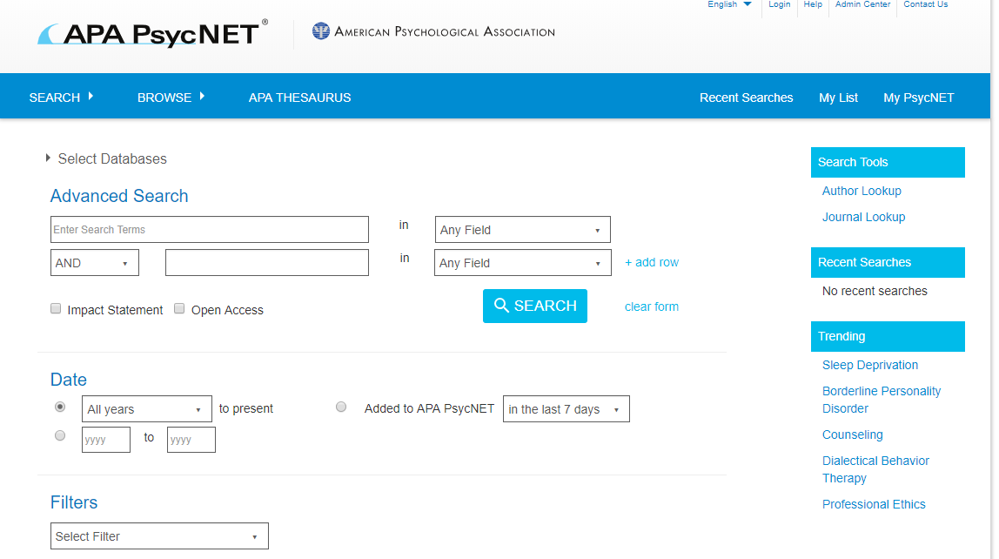 English Login Help Admin Center Contact Us
APA PsycNET® AMERICAN PSYCHOLOGICAL ASSOCIATION
SEARCH BROWSE APA THESAURUS Recent Searches My List My PsycNET
Select Databases
Advanced Search
Enter Search Terms in Any Field
AND in Any Field + add row
Impact Statement Open Access SEARCH clear form
Date
All years to present Added to APA PsycNET in the last 7 days
yyyy to yyyy
Filters
Select Filter
Search Tools
Author Lookup
Journal Lookup
Recent Searches
No recent searches
Trending
Sleep Deprivation
Borderline Personality
Disorder
Counseling
Dialectical Behavior
Therapy
Professional Ethics